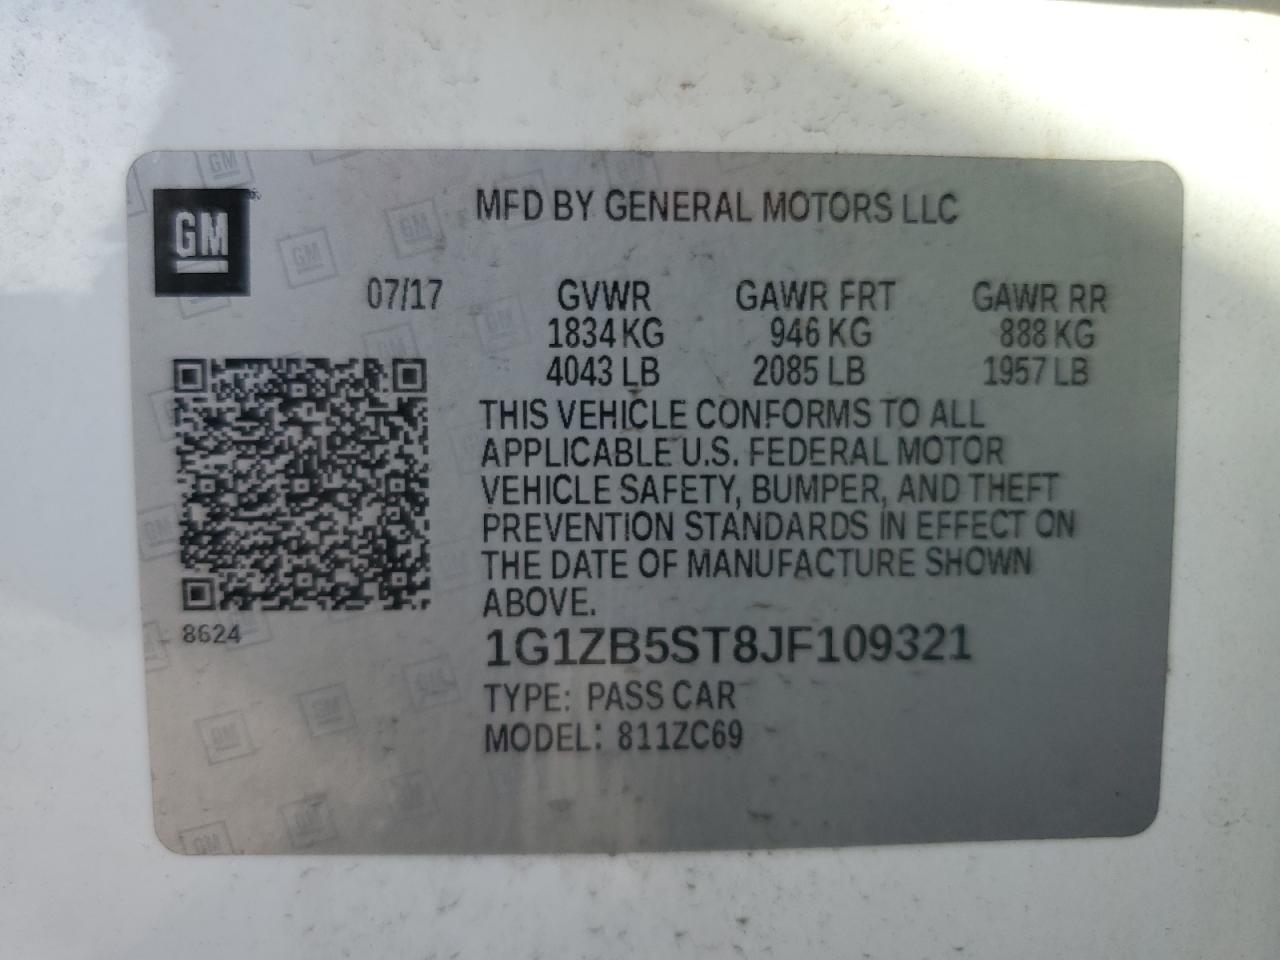 GM
MFD BY GENERAL MOTORS LLC
07/17 GVWR GAWR FRT GAWR RR
1834 KG 946 KG 888 KG
4043 LB 2085 LB 1957 LB
THIS VEHICLE CONFORMS TO ALL
APPLICABLE U.S. FEDERAL MOTOR
VEHICLE SAFETY, BUMPER, AND THEFT
PREVENTION STANDARDS IN EFFECT ON
THE DATE OF MANUFACTURE SHOWN
ABOVE.
8624
1G1ZB5ST8JF109321
TYPE: PASS CAR
MODEL: 811ZC69